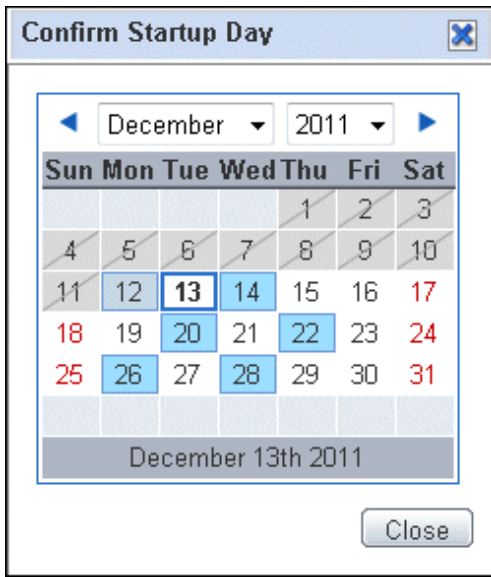 Confirm Startup Day
December 2011
Sun Mon Tue Wed Thu Fri Sat
1 2 3
4 5 6 7 8 9 10
11 12 13 14 15 16 17
18 19 20 21 22 23 24
25 26 27 28 29 30 31
December 13th 2011
Close